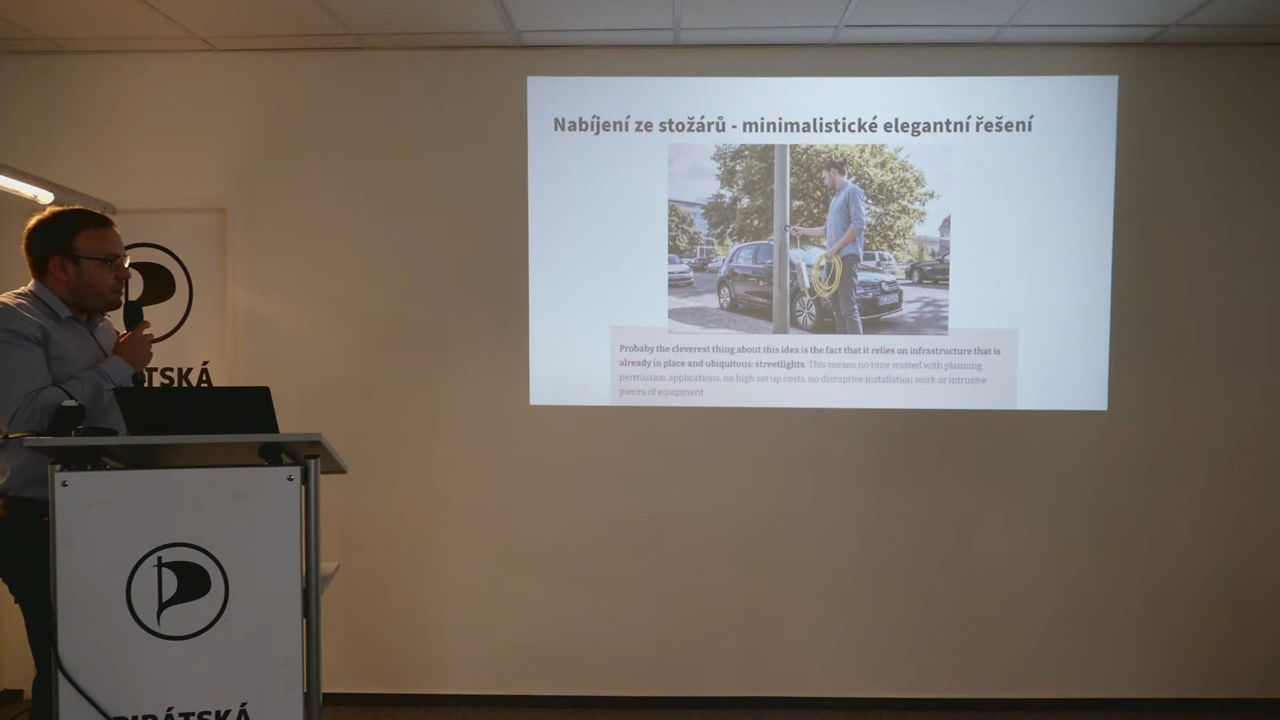 Nabíjení ze stožárů - minimalistické elegantní řešení
Probaby the cleverest thing about this idea is the fact that it relies on infrastructure that is
already in place and ubiquitous: streetlights. This means no time wasted with planning
permission applications, no high set up costs, no disruptive installation work or intrusive
pieces of equipment.
TSKÁ
PIRÁTSKÁ